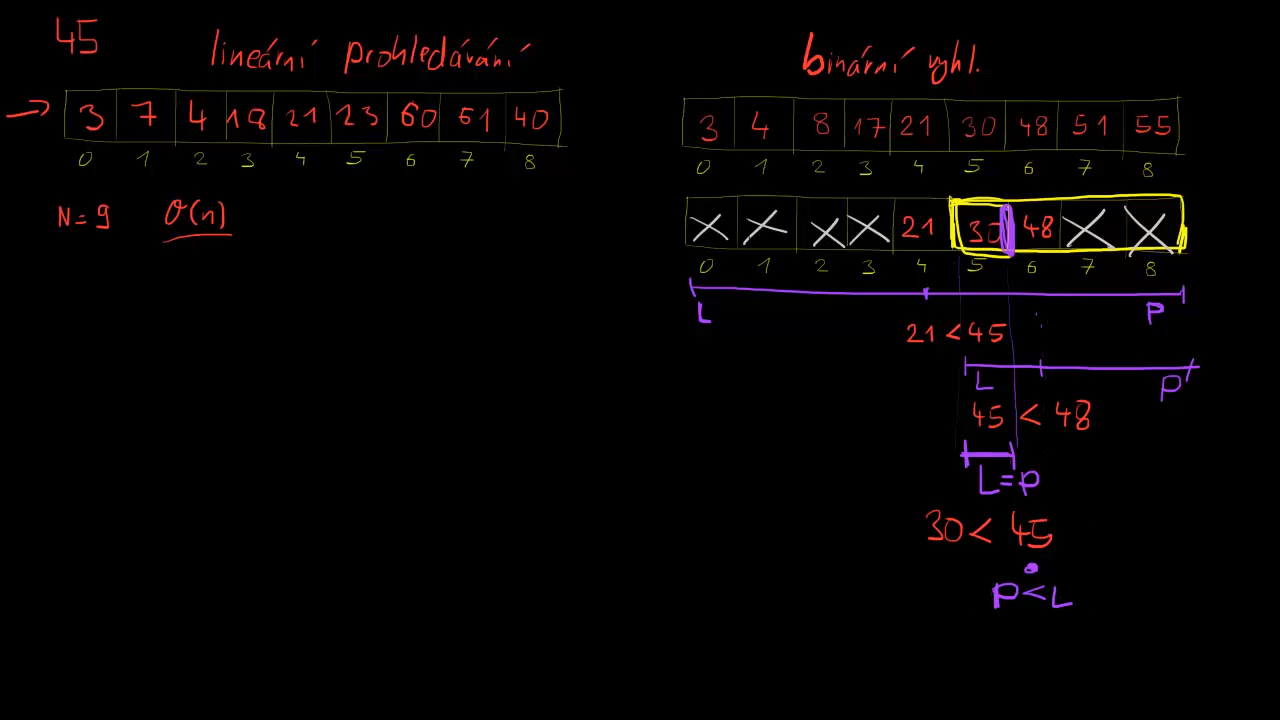 45
lineární prohledávání
3 7 4 18 21 23 60 61 40
0 1 2 3 4 5 6 7 8
N = 9 O(n)
binární vyhl.
3 4 8 17 21 30 48 51 55
0 1 2 3 4 5 6 7 8
21 30 48
0 1 2 3 4 5 6 7 8
L P
21 < 45
L P
45 < 48
L = P
30 < 45
P < L